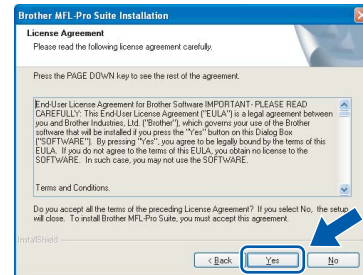 Brother MFL-Pro Suite Installation
License Agreement
Please read the following license agreement carefully.
Press the PAGE DOWN key to see the rest of the agreement.
End-User License Agreement for Brother Software IMPORTANT- PLEASE READ
CAREFULLY: This End-User License Agreement ("EULA") is a legal agreement between
you and Brother Industries, Ltd. ("Brother"), which governs your use of the Brother
software that will be installed if you press the "Yes" button on this Dialog Box
("SOFTWARE"). By pressing "Yes", you agree to be legally bound by the terms of this
EULA. If you do not agree to the terms of this EULA, you obtain no license to the
SOFTWARE. In such case, you may not use the SOFTWARE.
Terms and Conditions.
Do you accept all the terms of the preceding License Agreement? If you select No, the setup
will close. To install Brother MFL-Pro Suite, you must accept this agreement.
InstallShield
< Back
Yes
No